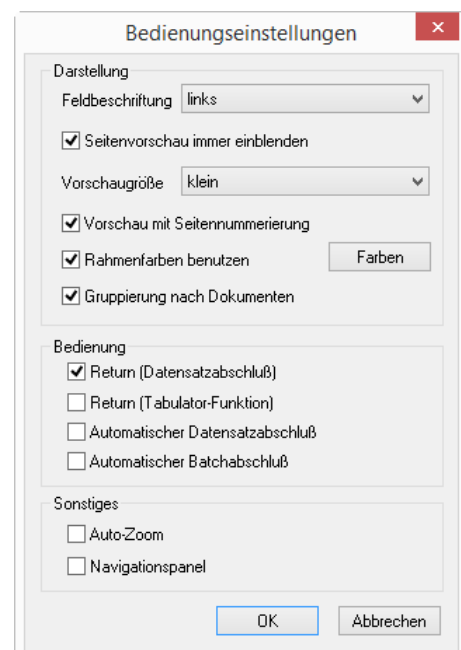 Bedienungseinstellungen
Darstellung
Feldbeschriftung links
Seitenvorschau immer einblenden
Vorschaugröße klein
Vorschau mit Seitennummerierung
Rahmenfarben benutzen Farben
Gruppierung nach Dokumenten
Bedienung
Return (Datensatzabschluß)
Return (Tabulator-Funktion)
Automatischer Datensatzabschluß
Automatischer Batchabschluß
Sonstiges
Auto-Zoom
Navigationspanel
OK Abbrechen